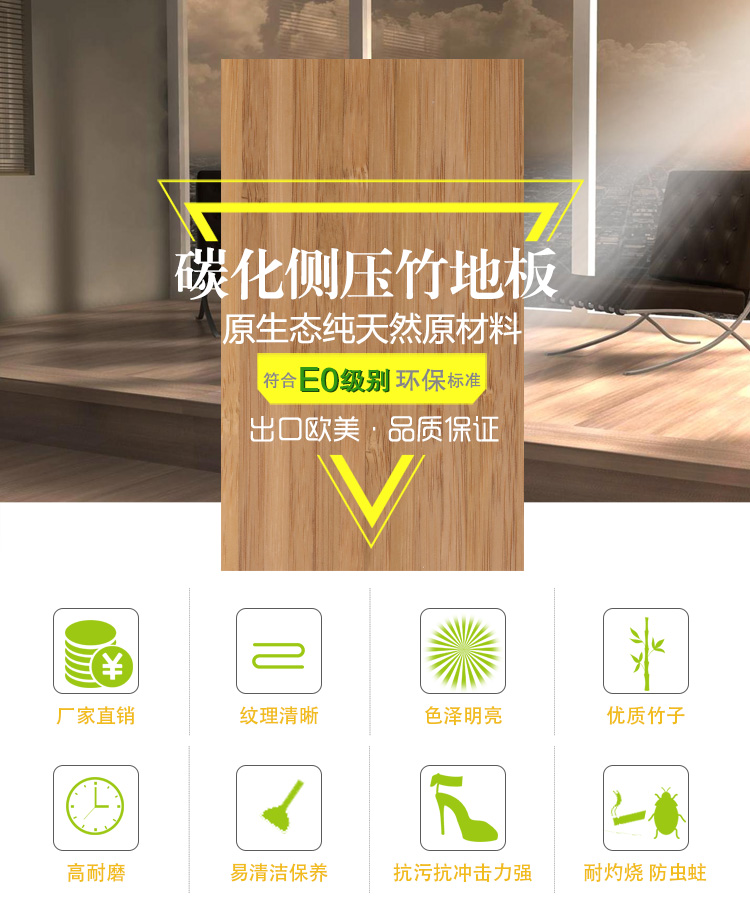 碳化侧压竹地板
原生态纯天然原材料
符合E0级别环保标准
出口欧美·品质保证
¥
厂家直销
纹理清晰
色泽明亮
优质竹子
高耐磨
易清洁保养
抗污抗冲击力强
耐灼烧 防虫蛀